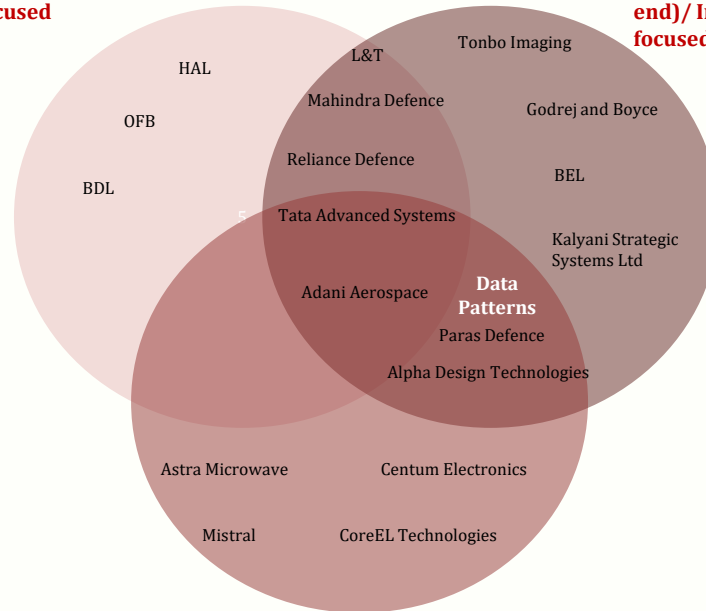 end)/
focused
HAL
OFB
BDL
L&T
Mahindra Defence
Reliance Defence
Tonbo Imaging
Godrej and Boyce
BEL
Kalyani Strategic
Systems Ltd
5
Tata Advanced Systems
Adani Aerospace
Data
Patterns
Paras Defence
Alpha Design Technologies
Astra Microwave
Centum Electronics
Mistral
CoreEL Technologies